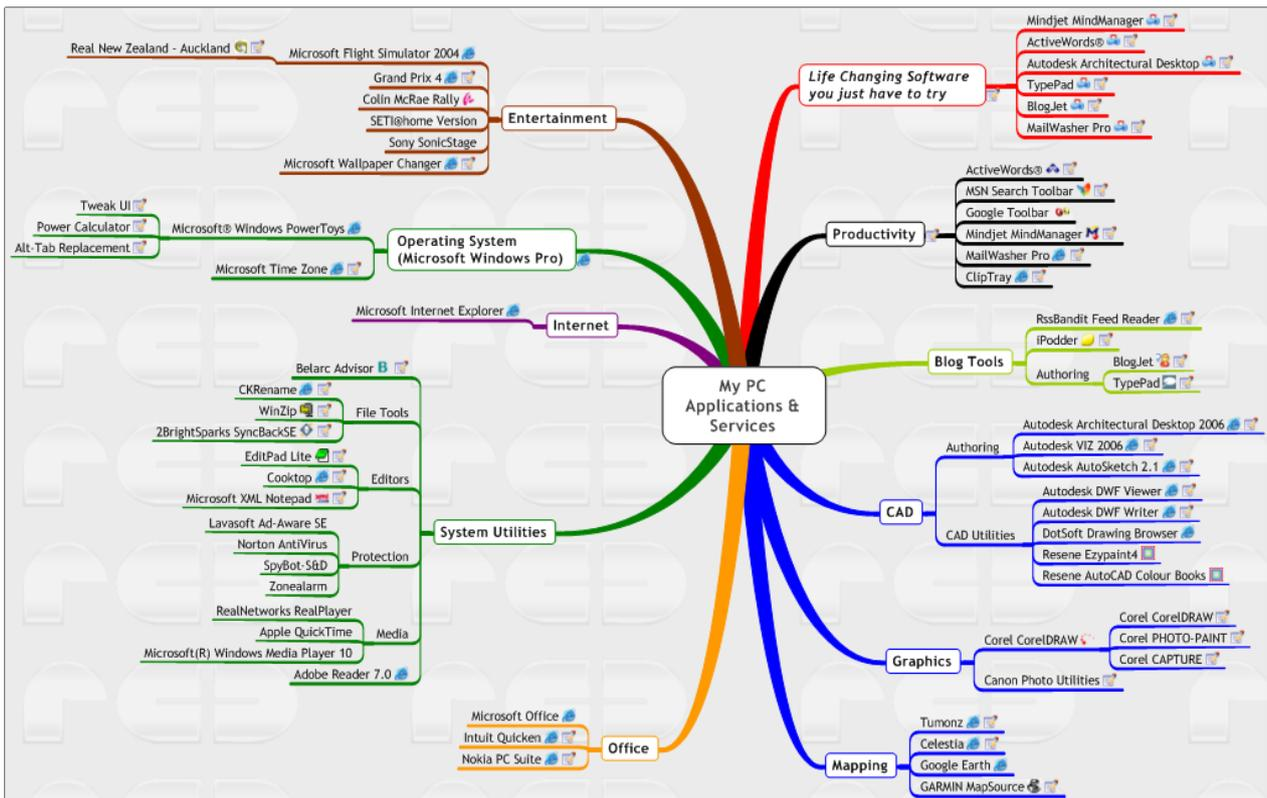 My PC
Applications &
Services
Life Changing Software
you just have to try
Mindjet MindManager
ActiveWords®
Autodesk Architectural Desktop
TypePad
BlogJet
MailWasher Pro
Productivity
ActiveWords®
MSN Search Toolbar
Google Toolbar
Mindjet MindManager
MailWasher Pro
ClipTray
Blog Tools
RssBandit Feed Reader
iPodder
Authoring
BlogJet
TypePad
CAD
Authoring
Autodesk Architectural Desktop 2006
Autodesk VIZ 2006
Autodesk AutoSketch 2.1
CAD Utilities
Autodesk DWF Viewer
Autodesk DWF Writer
DotSoft Drawing Browser
Resene Ezypaint4
Resene AutoCAD Colour Books
Graphics
Corel CorelDRAW
Corel CorelDRAW
Corel PHOTO-PAINT
Corel CAPTURE
Canon Photo Utilities
Mapping
Tumonz
Celestia
Google Earth
GARMIN MapSource
Entertainment
Microsoft Flight Simulator 2004
Real New Zealand - Auckland
Grand Prix 4
Colin McRae Rally
SETI@home Version
Sony SonicStage
Microsoft Wallpaper Changer
Operating System
(Microsoft Windows Pro)
Microsoft® Windows PowerToys
Tweak UI
Power Calculator
Alt-Tab Replacement
Microsoft Time Zone
Internet
Microsoft Internet Explorer
System Utilities
Belarc Advisor
File Tools
CKRename
WinZip
2BrightSparks SyncBackSE
Editors
EditPad Lite
Cooktop
Microsoft XML Notepad
Protection
Lavasoft Ad-Aware SE
Norton AntiVirus
SpyBot-S&D
Zonealarm
Media
RealNetworks RealPlayer
Apple QuickTime
Microsoft(R) Windows Media Player 10
Adobe Reader 7.0
Office
Microsoft Office
Intuit Quicken
Nokia PC Suite